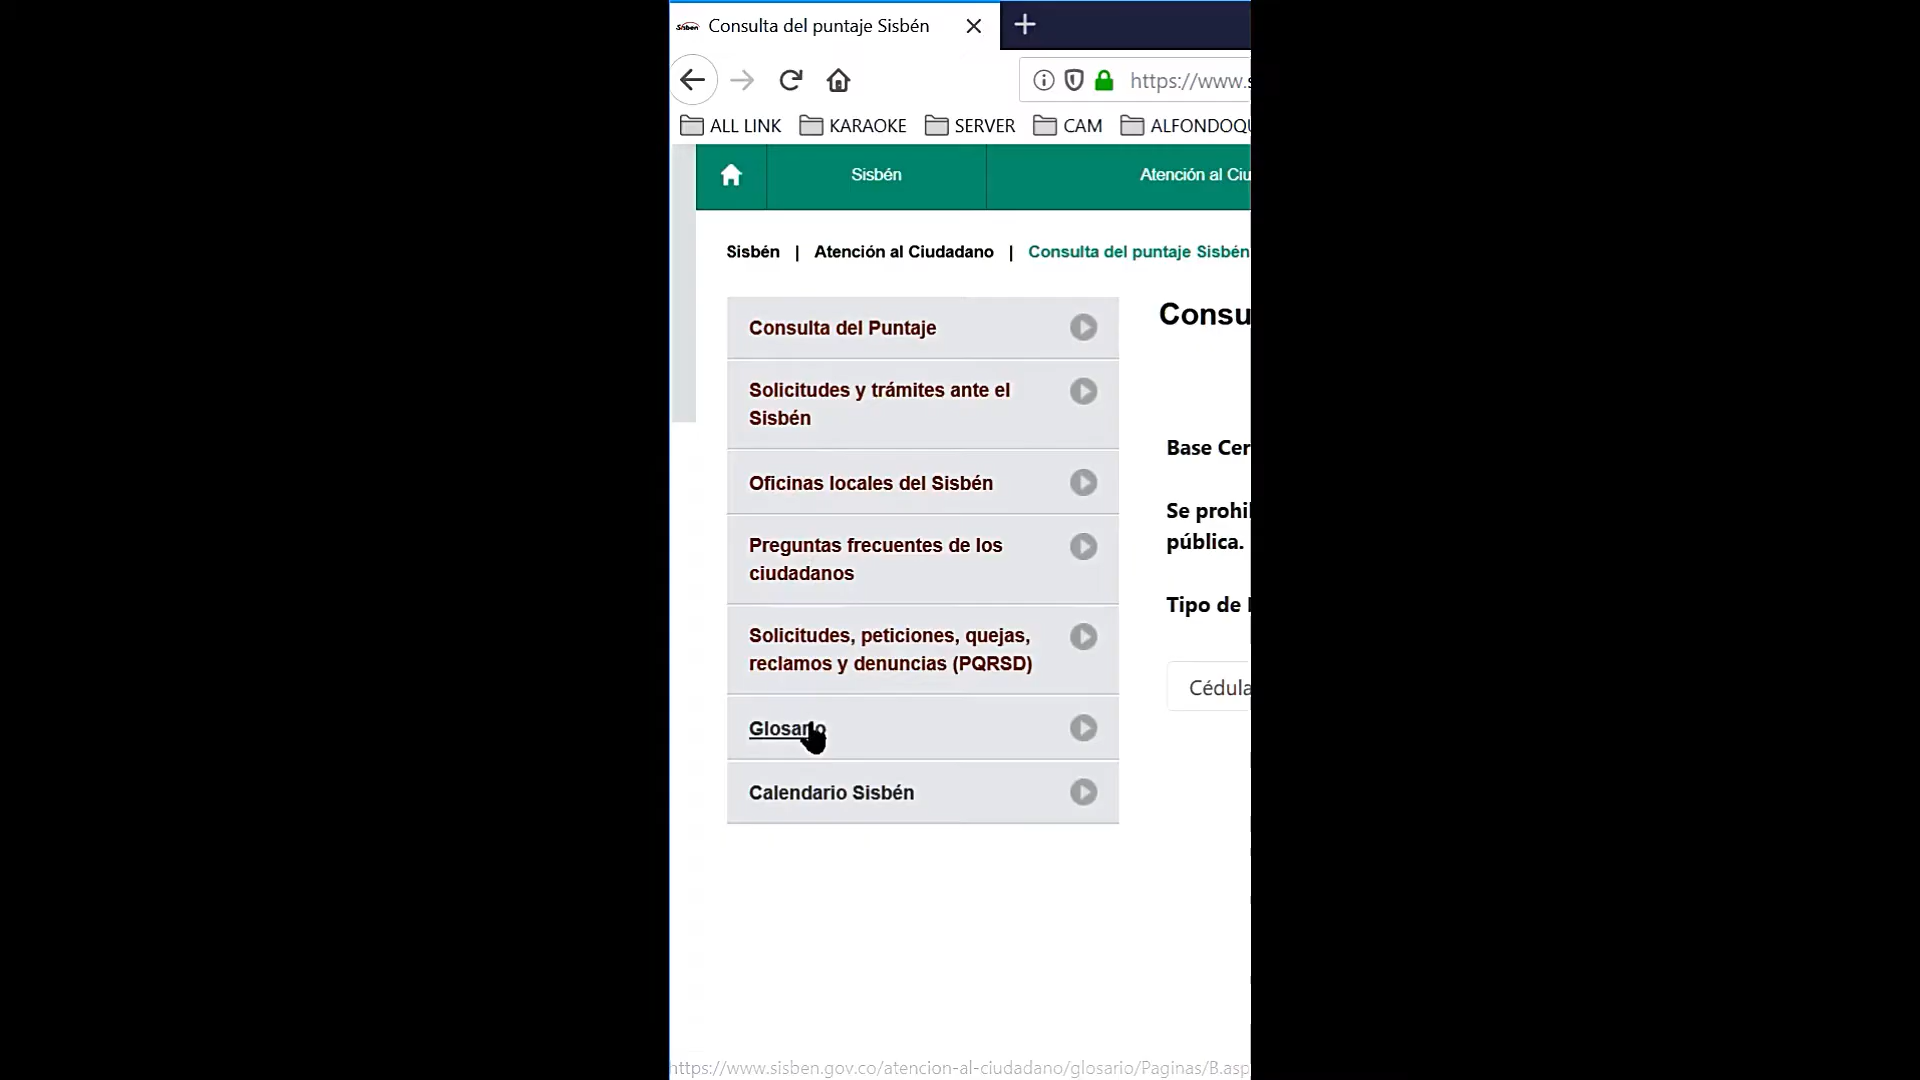 Sisben Consulta del puntaje Sisbén
https://www.
ALL LINK KARAOKE SERVER CAM ALFONDOQU
Sisbén Atención al Ciu
Sisbén | Atención al Ciudadano | Consulta del puntaje Sisbén
Consulta del Puntaje
Solicitudes y trámites ante el
Sisbén
Oficinas locales del Sisbén
Preguntas frecuentes de los
ciudadanos
Solicitudes, peticiones, quejas,
reclamos y denuncias (PQRSD)
Glosario
Calendario Sisbén
Consu
Base Cer
Se prohi
pública.
Tipo de
Cédula
https://www.sisben.gov.co/atencion-al-ciudadano/glosario/Paginas/B.asp